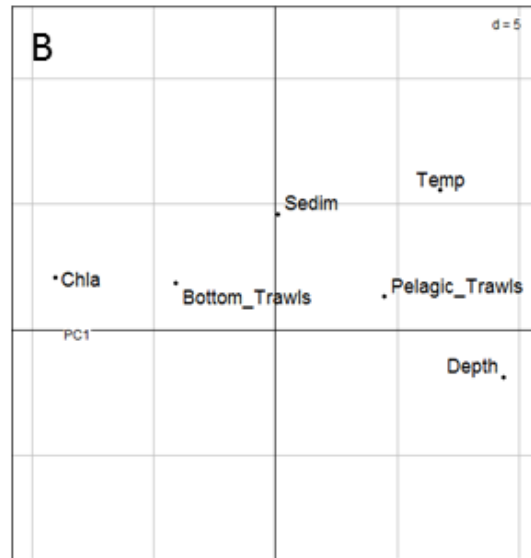 d = 5
B
Temp
Sedim
Chla
Pelagic_Trawls
Bottom_Trawls
PC1
Depth